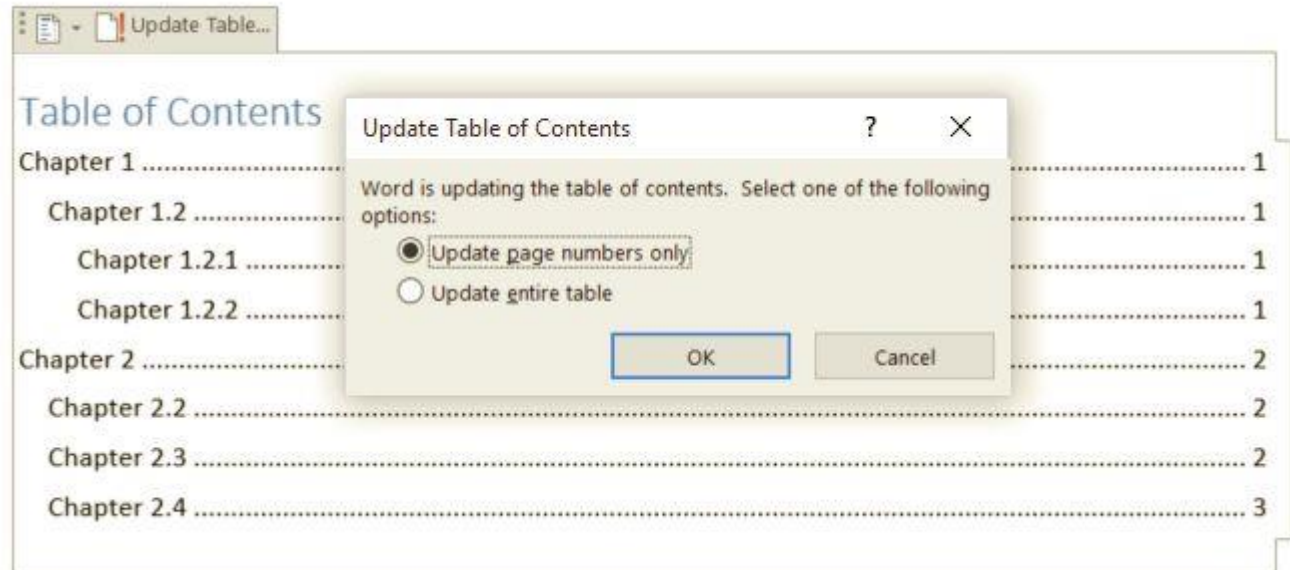 Update Table...
Table of Contents
Update Table of Contents ? X
Chapter 1 ........ 1
Word is updating the table of contents. Select one of the following
options:
Chapter 1.2 ........ 1
Update page numbers only
Chapter 1.2.1 ........ 1
Update entire table
Chapter 1.2.2 ........ 1
OK Cancel
Chapter 2 ........ 2
Chapter 2.2 ........ 2
Chapter 2.3 ........ 2
Chapter 2.4 ........ 3